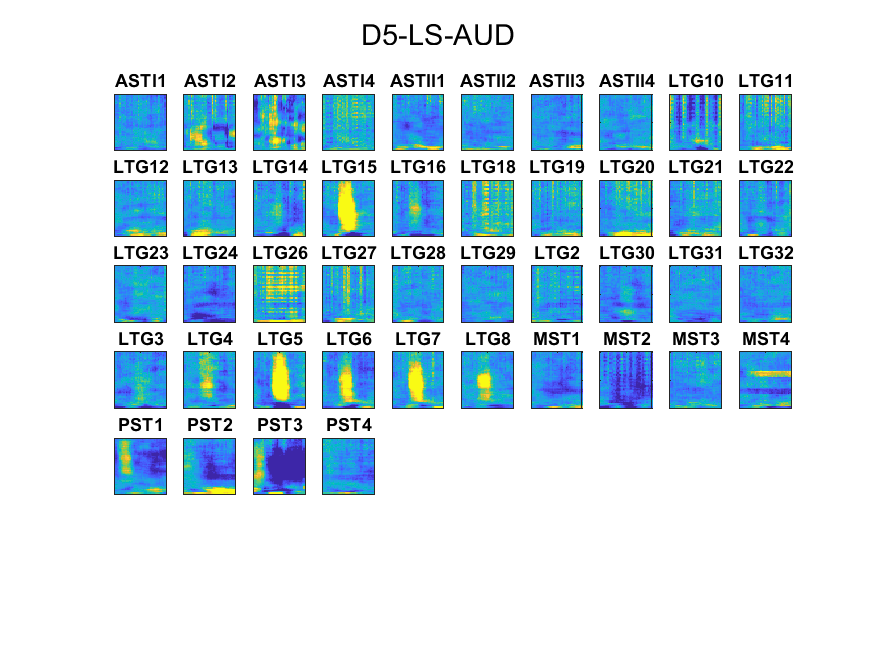 D5-LS-AUD
ASTI1 ASTI2 ASTI3 ASTI4 ASTII1 ASTII2 ASTII3 ASTII4 LTG10 LTG11
LTG12 LTG13 LTG14 LTG15 LTG16 LTG18 LTG19 LTG20 LTG21 LTG22
LTG23 LTG24 LTG26 LTG27 LTG28 LTG29 LTG2 LTG30 LTG31 LTG32
LTG3 LTG4 LTG5 LTG6 LTG7 LTG8 MST1 MST2 MST3 MST4
PST1 PST2 PST3 PST4